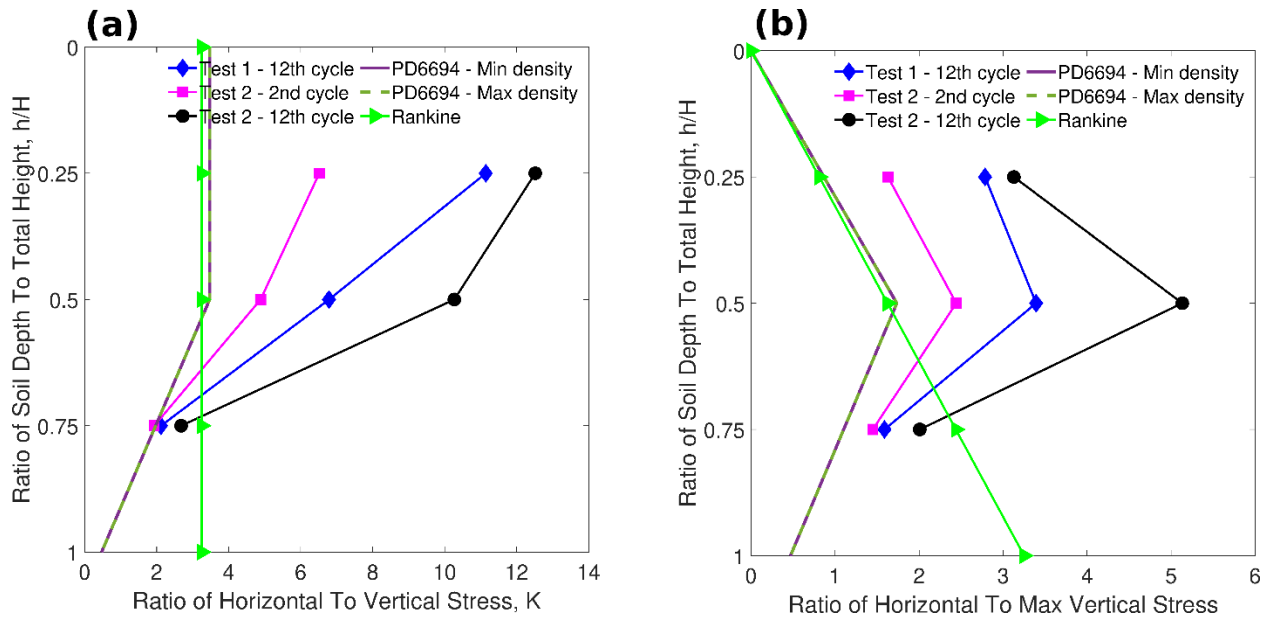 (a)
Ratio of Soil Depth To Total Height, h/H
0
0.25
0.5
0.75
1
Test 1 - 12th cycle
Test 2 - 2nd cycle
Test 2 - 12th cycle
PD6694 - Min density
PD6694 - Max density
Rankine
0 2 4 6 8 10 12 14
Ratio of Horizontal To Vertical Stress, K
(b)
Ratio of Soil Depth To Total Height, h/H
0
0.25
0.5
0.75
1
Test 1 - 12th cycle
Test 2 - 2nd cycle
Test 2 - 12th cycle
PD6694 - Min density
PD6694 - Max density
Rankine
0 1 2 3 4 5 6
Ratio of Horizontal To Max Vertical Stress